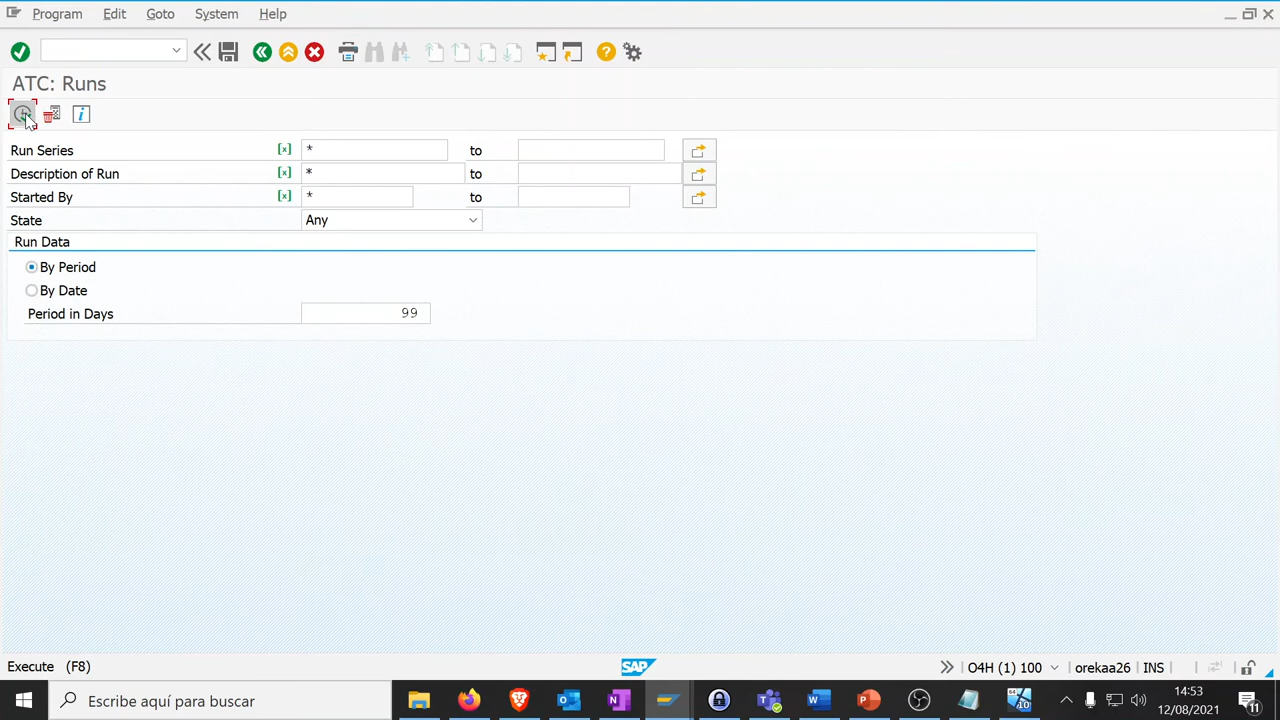 Program Edit Goto System Help
ATC: Runs
Run Series * to
Description of Run * to
Started By * to
State Any
Run Data
By Period
By Date
Period in Days 99
Execute (F8) SAP O4H (1) 100 orekaa26 INS
Escribe aquí para buscar
14:53
12/08/2021
11